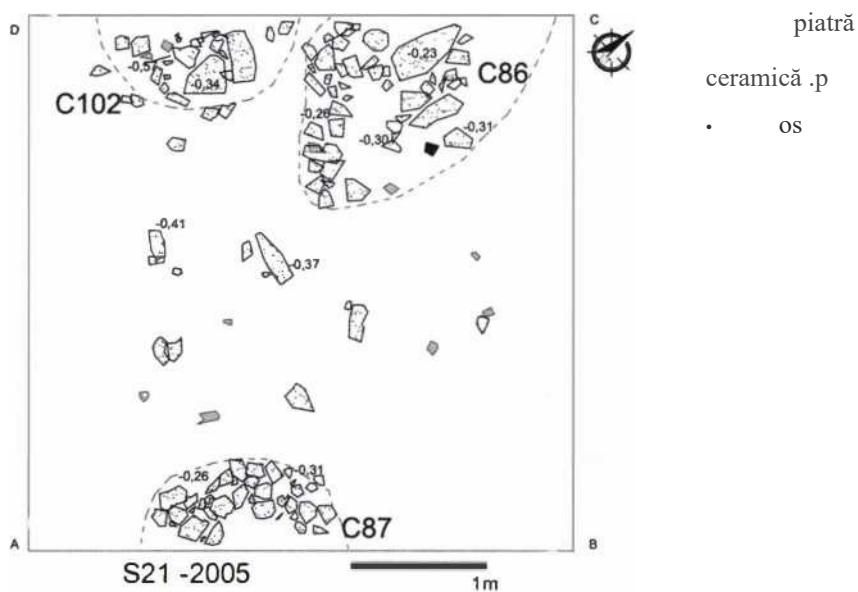 D
C
piatră
-0,23
-0,5
C86
ceramică .p
-0,34
C102
-0,26
-0,31
• os
-0,30
-0,41
-0,37
-0,26
-0,31
C87
A
B
S21 -2005
1m